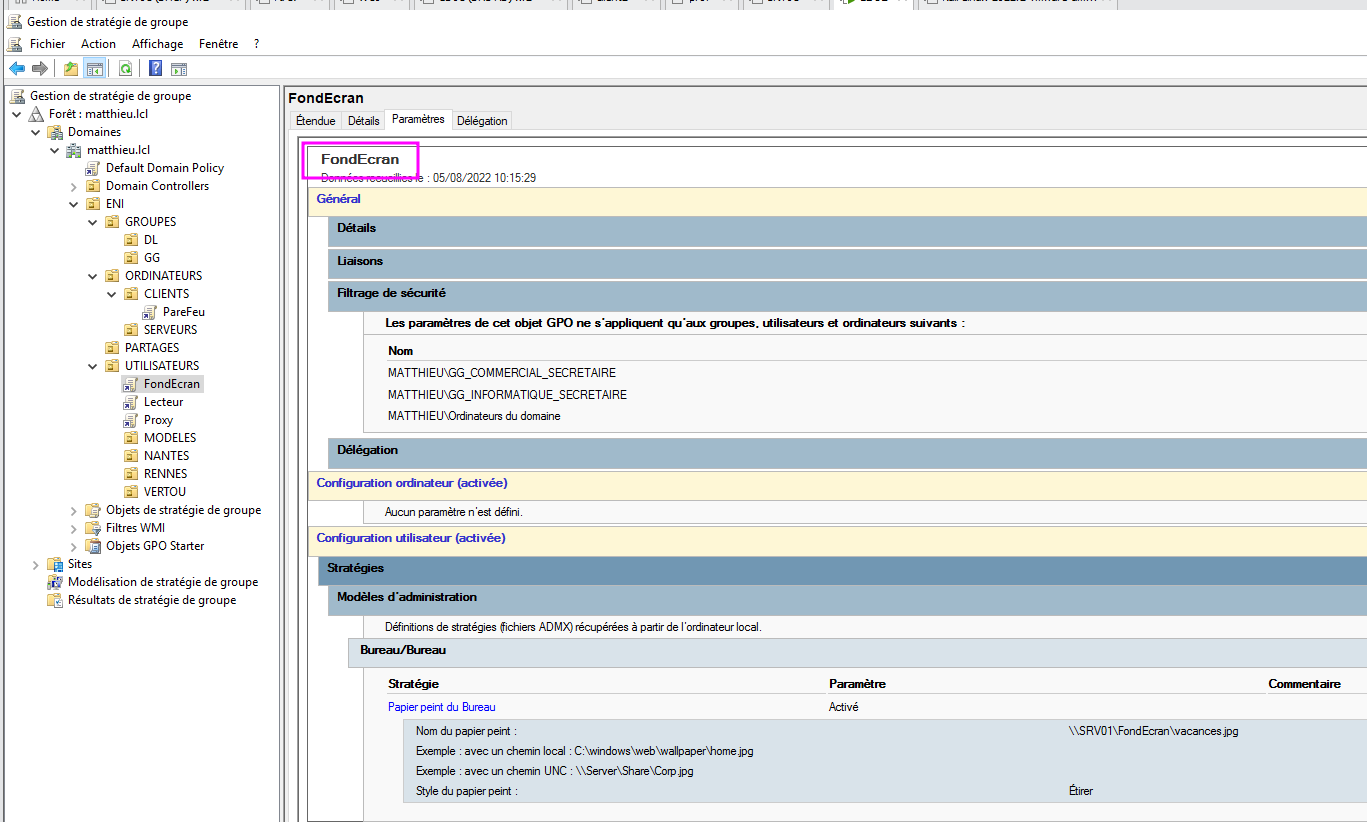 Gestion de stratégie de groupe
Fichier Action Affichage Fenêtre ?
Gestion de stratégie de groupe
Forêt : matthieu.lcl
Domaines
matthieu.lcl
Default Domain Policy
Domain Controllers
ENI
GROUPES
DL
GG
ORDINATEURS
CLIENTS
PareFeu
SERVEURS
PARTAGES
UTILISATEURS
FondEcran
Lecteur
Proxy
MODELES
NANTES
RENNES
VERTOU
Objets de stratégie de groupe
Filtres WMI
Objets GPO Starter
Sites
Modélisation de stratégie de groupe
Résultats de stratégie de groupe
FondEcran
Étendue Détails Paramètres Délégation
FondEcran
Données recueillies le : 05/08/2022 10:15:29
Général
Détails
Liaisons
Filtrage de sécurité
Les paramètres de cet objet GPO ne s'appliquent qu'aux groupes, utilisateurs et ordinateurs suivants :
Nom
MATTHIEU\GG_COMMERCIAL_SECRETAIRE
MATTHIEU\GG_INFORMATIQUE_SECRETAIRE
MATTHIEU\Ordinateurs du domaine
Délégation
Configuration ordinateur (activée)
Aucun paramètre n'est défini.
Configuration utilisateur (activée)
Stratégies
Modèles d'administration
Définitions de stratégies (fichiers ADMX) récupérées à partir de l'ordinateur local.
Bureau/Bureau
Stratégie Paramètre Commentaire
Papier peint du Bureau Activé
Nom du papier peint : \\SRV01\FondEcran\vacances.jpg
Exemple : avec un chemin local : C:\windows\web\wallpaper\home.jpg
Exemple : avec un chemin UNC : \\Server\Share\Corp.jpg
Style du papier peint : Étirer